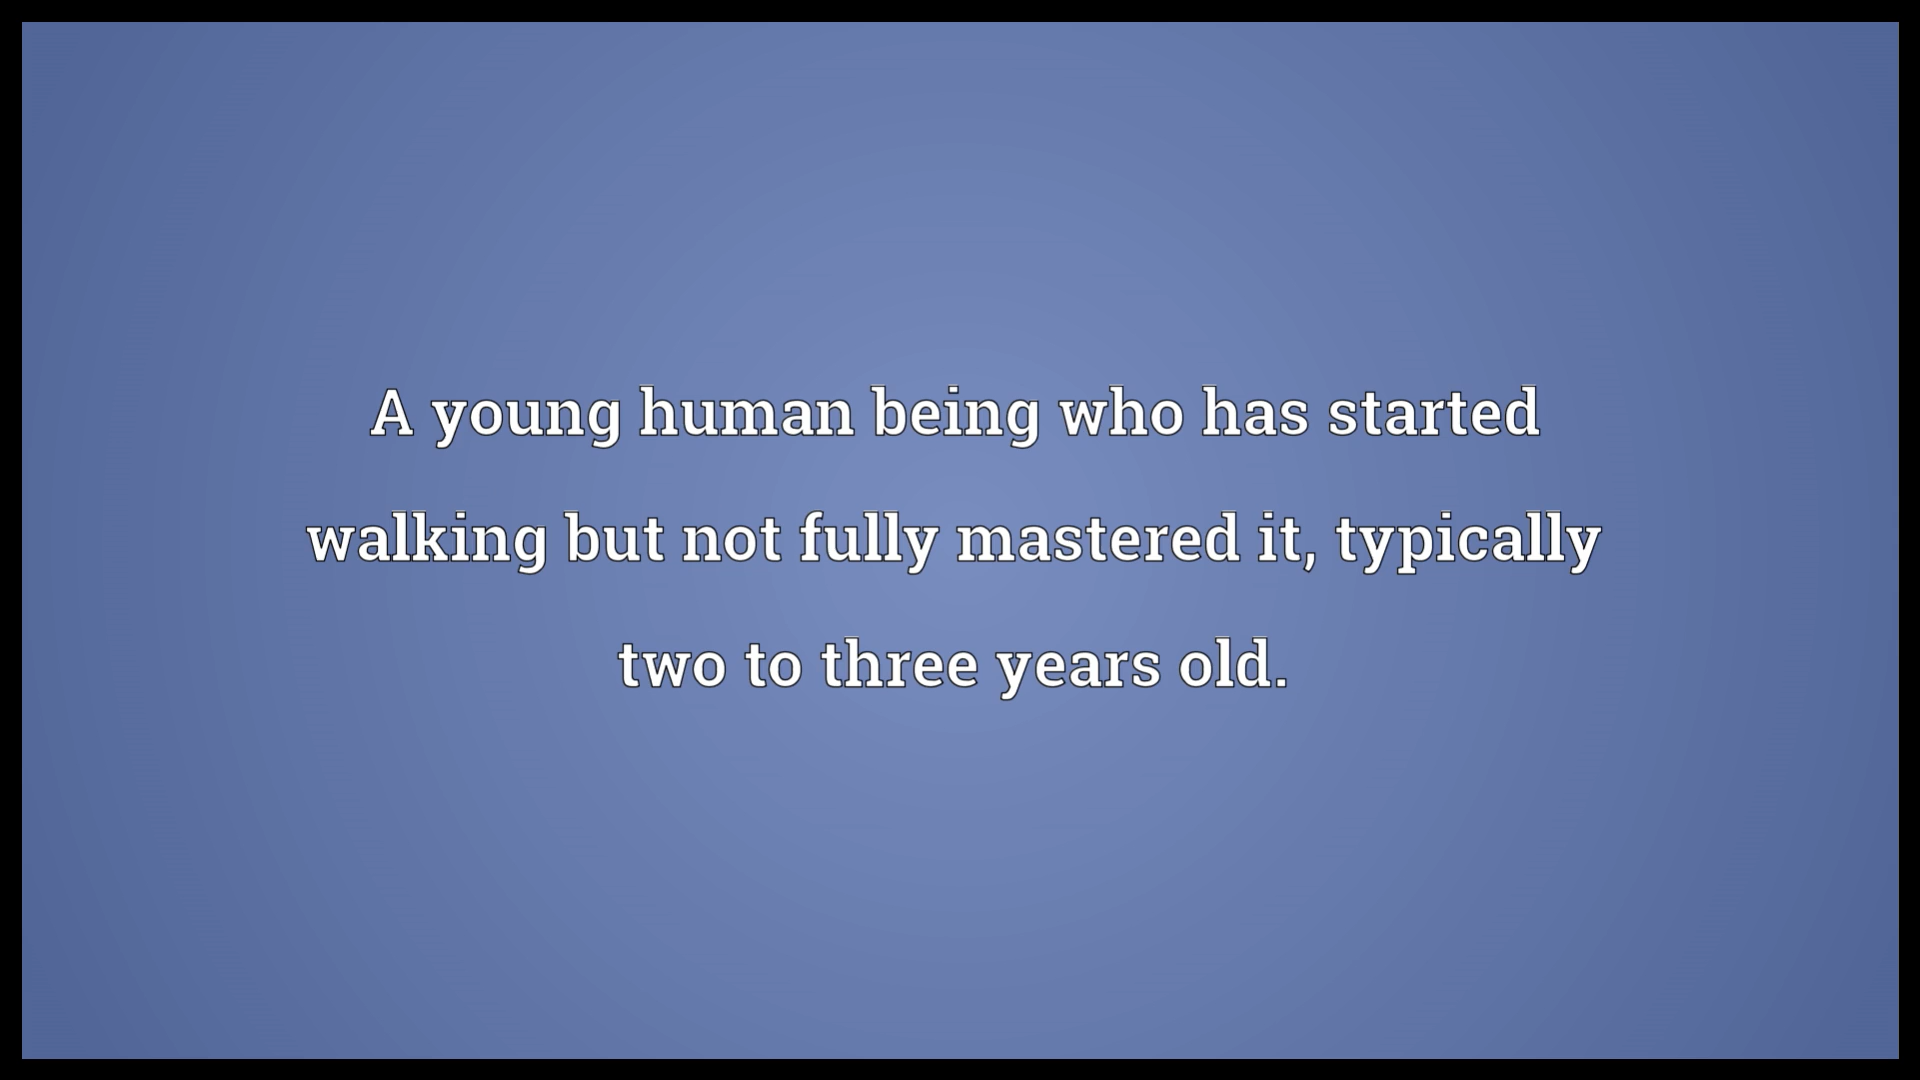 A young human being who has started
walking but not fully mastered it, typically
two to three years old.